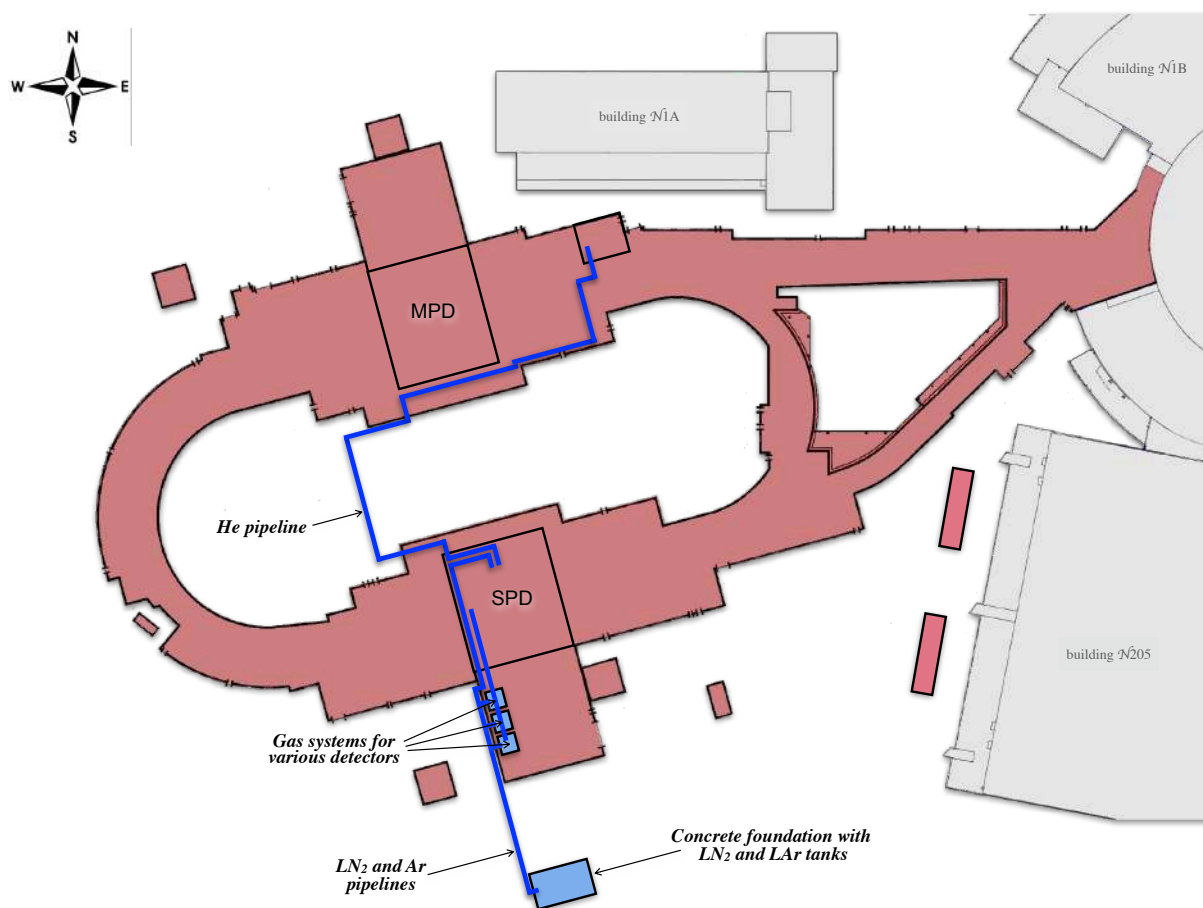 N
W E
S
building №1A
building №1B
MPD
He pipeline
SPD
building №205
Gas systems for
various detectors
Concrete foundation with
LN₂ and LAr tanks
LN₂ and Ar
pipelines